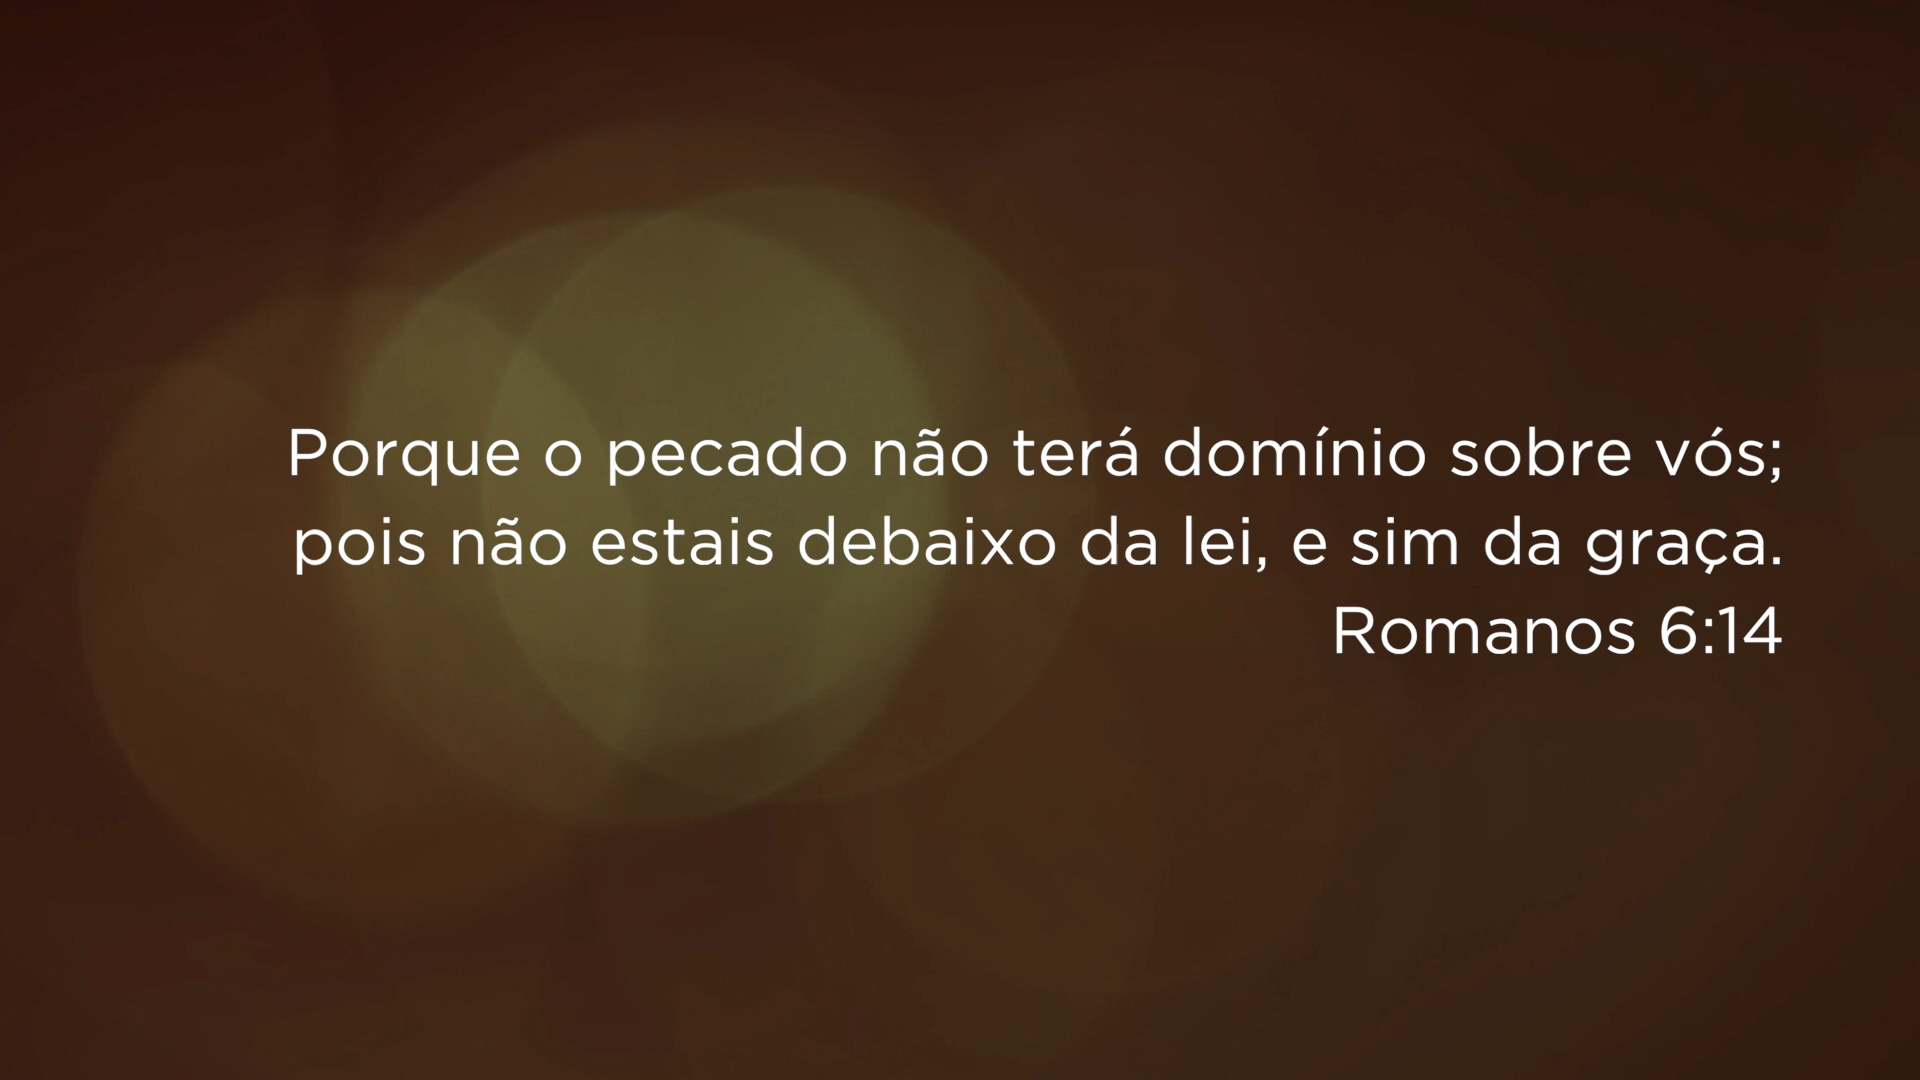 Porque o pecado não terá domínio sobre vós;
pois não estais debaixo da lei, e sim da graça.
Romanos 6:14